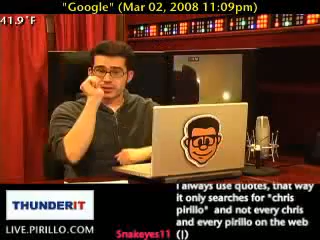 "Google" (Mar 02, 2008 11:09pm)
41.9°F
I always use quotes, that way
it only searches for "chris
pirillo" and not every chris
and every pirillo on the web
(|)
THUNDERIT
LIVE.PIRILLO.COM
Snakeyes11